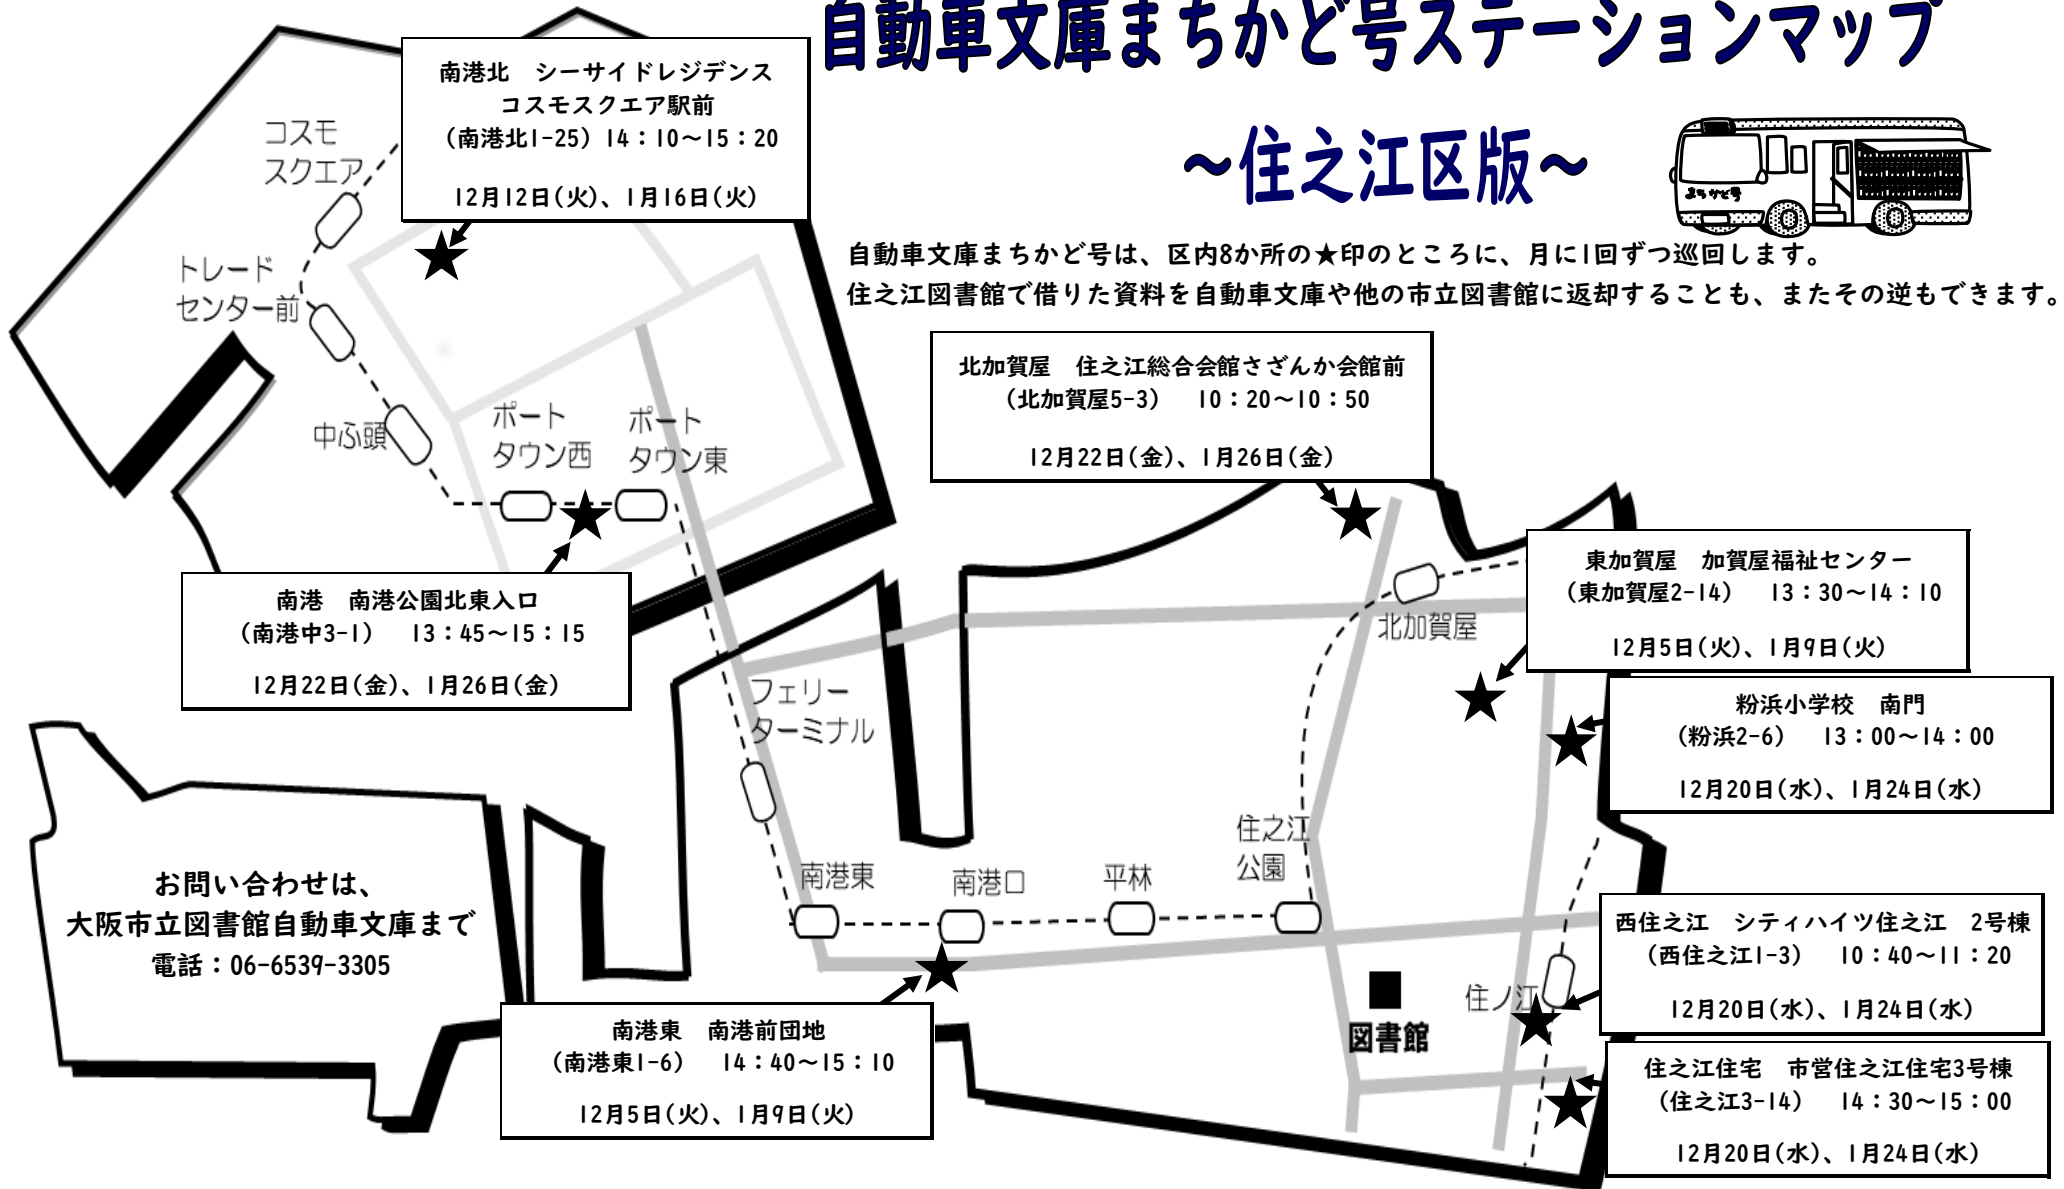 自動車文庫まちかど号ステーションマップ
～住之江区版～
まちかど号
自動車文庫まちかど号は、区内8か所の★印のところに、月に1回ずつ巡回します。
住之江図書館で借りた資料を自動車文庫や他の市立図書館に返却することも、またその逆もできます。
南港北　シーサイドレジデンス
コスモスクエア駅前
（南港北1-25）14：10～15：20
12月12日(火)、1月16日(火)
コスモ
スクエア
トレード
センター前
中ふ頭
ポート
タウン西
ポート
タウン東
南港　南港公園北東入口
（南港中3-1）　13：45～15：15
12月22日(金)、1月26日(金)
北加賀屋　住之江総合会館さざんか会館前
（北加賀屋5-3）　10：20～10：50
12月22日(金)、1月26日(金)
東加賀屋　加賀屋福祉センター
（東加賀屋2-14）　13：30～14：10
12月5日(火)、1月9日(火)
北加賀屋
粉浜小学校　南門
（粉浜2-6）　13：00～14：00
12月20日(水)、1月24日(水)
フェリー
ターミナル
南港東
南港口
平林
住之江
公園
お問い合わせは、
大阪市立図書館自動車文庫まで
電話：06-6539-3305
西住之江　シティハイツ住之江　2号棟
（西住之江1-3）　10：40～11：20
12月20日(水)、1月24日(水)
住ノ江
図書館
南港東　南港前団地
（南港東1-6）　14：40～15：10
12月5日(火)、1月9日(火)
住之江住宅　市営住之江住宅3号棟
（住之江3-14）　14：30～15：00
12月20日(水)、1月24日(水)